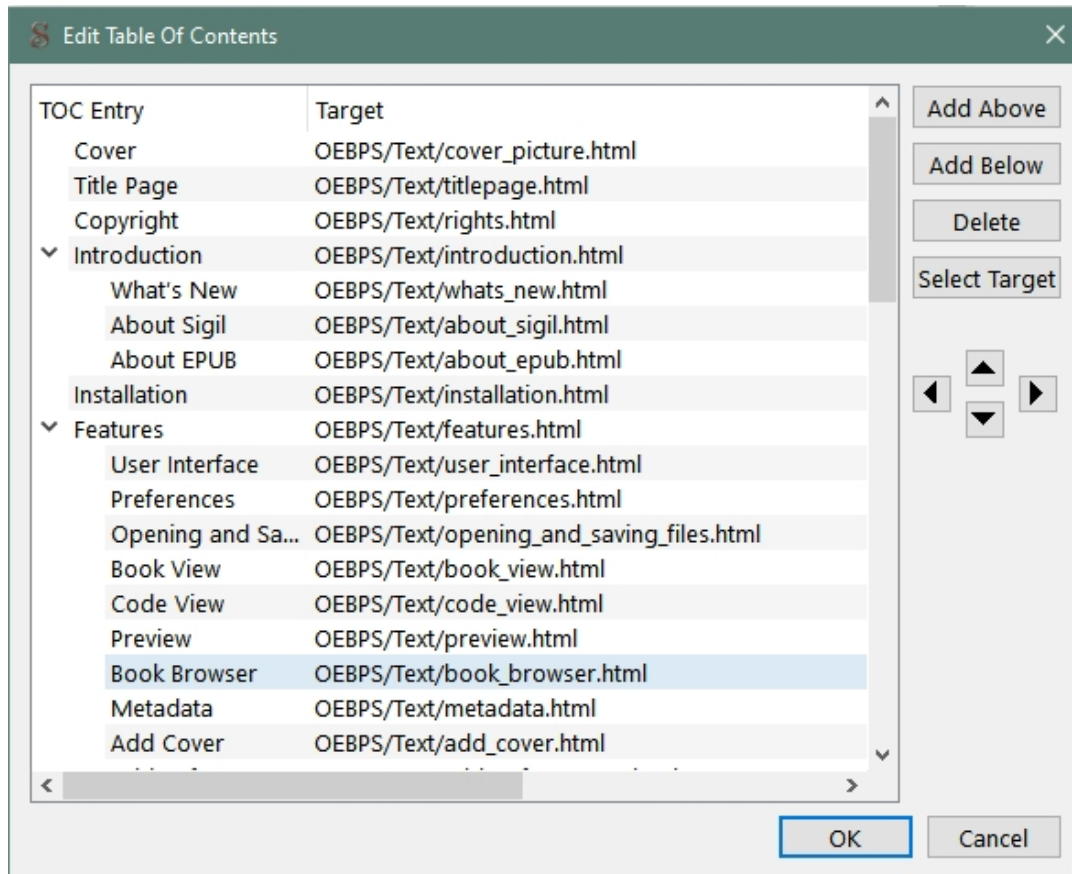 Edit Table Of Contents
TOC Entry Target
Cover OEBPS/Text/cover_picture.html
Title Page OEBPS/Text/titlepage.html
Copyright OEBPS/Text/rights.html
Introduction OEBPS/Text/introduction.html
What's New OEBPS/Text/whats_new.html
About Sigil OEBPS/Text/about_sigil.html
About EPUB OEBPS/Text/about_epub.html
Installation OEBPS/Text/installation.html
Features OEBPS/Text/features.html
User Interface OEBPS/Text/user_interface.html
Preferences OEBPS/Text/preferences.html
Opening and Sa... OEBPS/Text/opening_and_saving_files.html
Book View OEBPS/Text/book_view.html
Code View OEBPS/Text/code_view.html
Preview OEBPS/Text/preview.html
Book Browser OEBPS/Text/book_browser.html
Metadata OEBPS/Text/metadata.html
Add Cover OEBPS/Text/add_cover.html
Add Above
Add Below
Delete
Select Target
OK Cancel